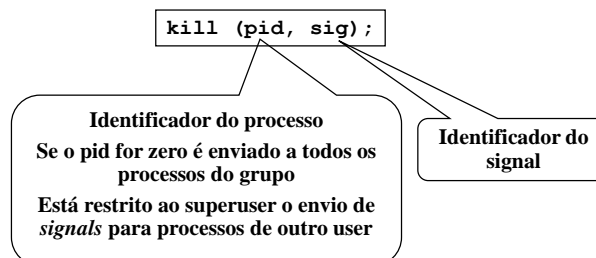 kill (pid, sig);
Identificador do processo
Se o pid for zero é enviado a todos os
processos do grupo
Está restrito ao superuser o envio de
signals para processos de outro user
Identificador do
signal